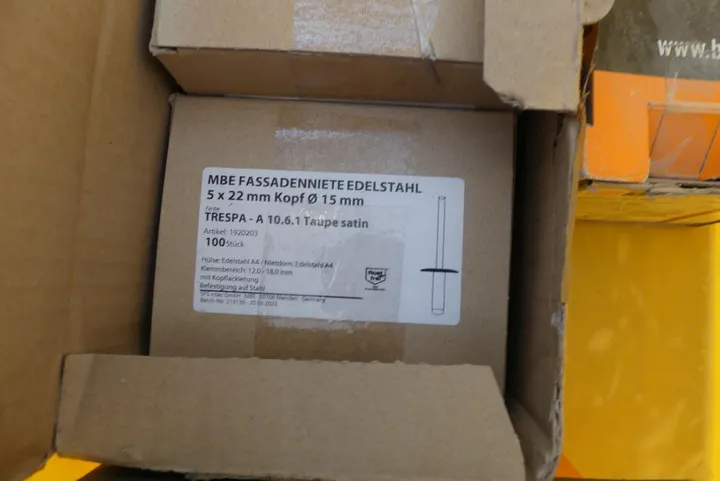 www.b
MBE FASSADENNIETE EDELSTAHL
5 x 22 mm Kopf Ø 15 mm
Farbe
TRESPA - A 10.6.1 Taupe satin
Artikel: 1920203
100 Stück
Hülse: Edelstahl A4 / Nietdorn: Edelstahl A4
Klemmbereich: 12,0 - 18,0 mm
mit Kopflackierung
Befestigung auf Stahl
Germany